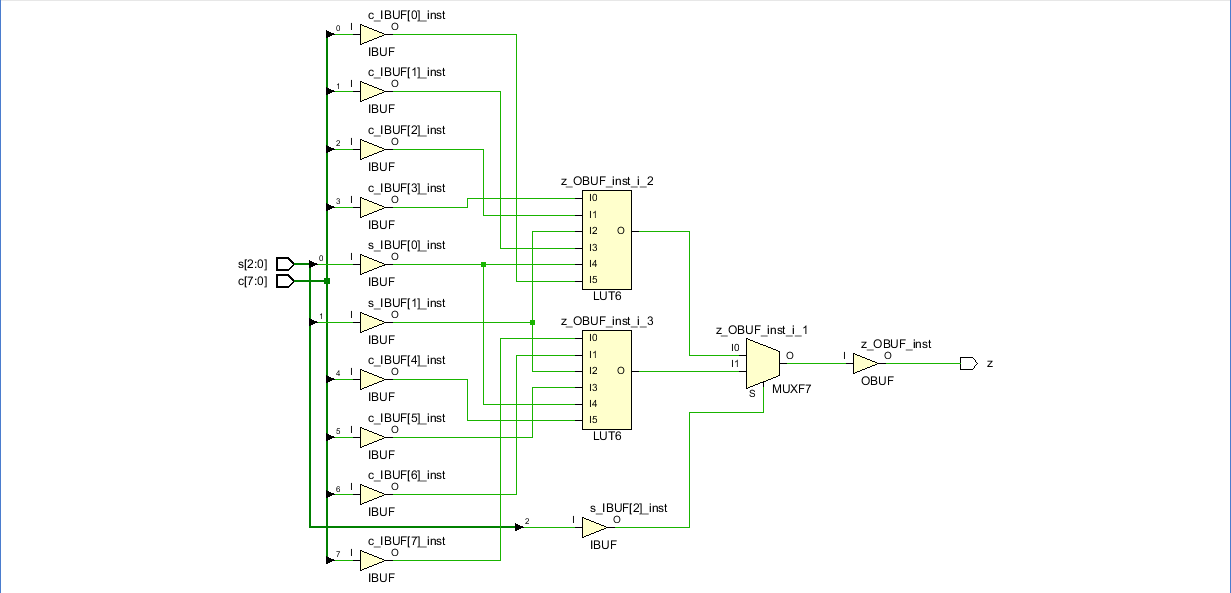 c_IBUF[0]_inst
0 I O
IBUF
c_IBUF[1]_inst
1 I O
IBUF
c_IBUF[2]_inst
2 I O
IBUF
c_IBUF[3]_inst
3 I O
IBUF
s_IBUF[0]_inst
s[2:0] 0 I O
c[7:0]
IBUF
s_IBUF[1]_inst
1 I O
IBUF
c_IBUF[4]_inst
4 I O
IBUF
c_IBUF[5]_inst
5 I O
IBUF
c_IBUF[6]_inst
6 I O
IBUF
c_IBUF[7]_inst
7 I O
IBUF
z_OBUF_inst_i_2
I0
I1
I2 O
I3
I4
I5
LUT6
z_OBUF_inst_i_3
I0
I1
I2 O
I3
I4
I5
LUT6
s_IBUF[2]_inst
2 I O
IBUF
z_OBUF_inst_i_1
I0
O
I1
S
MUXF7
z_OBUF_inst
I O
OBUF
z